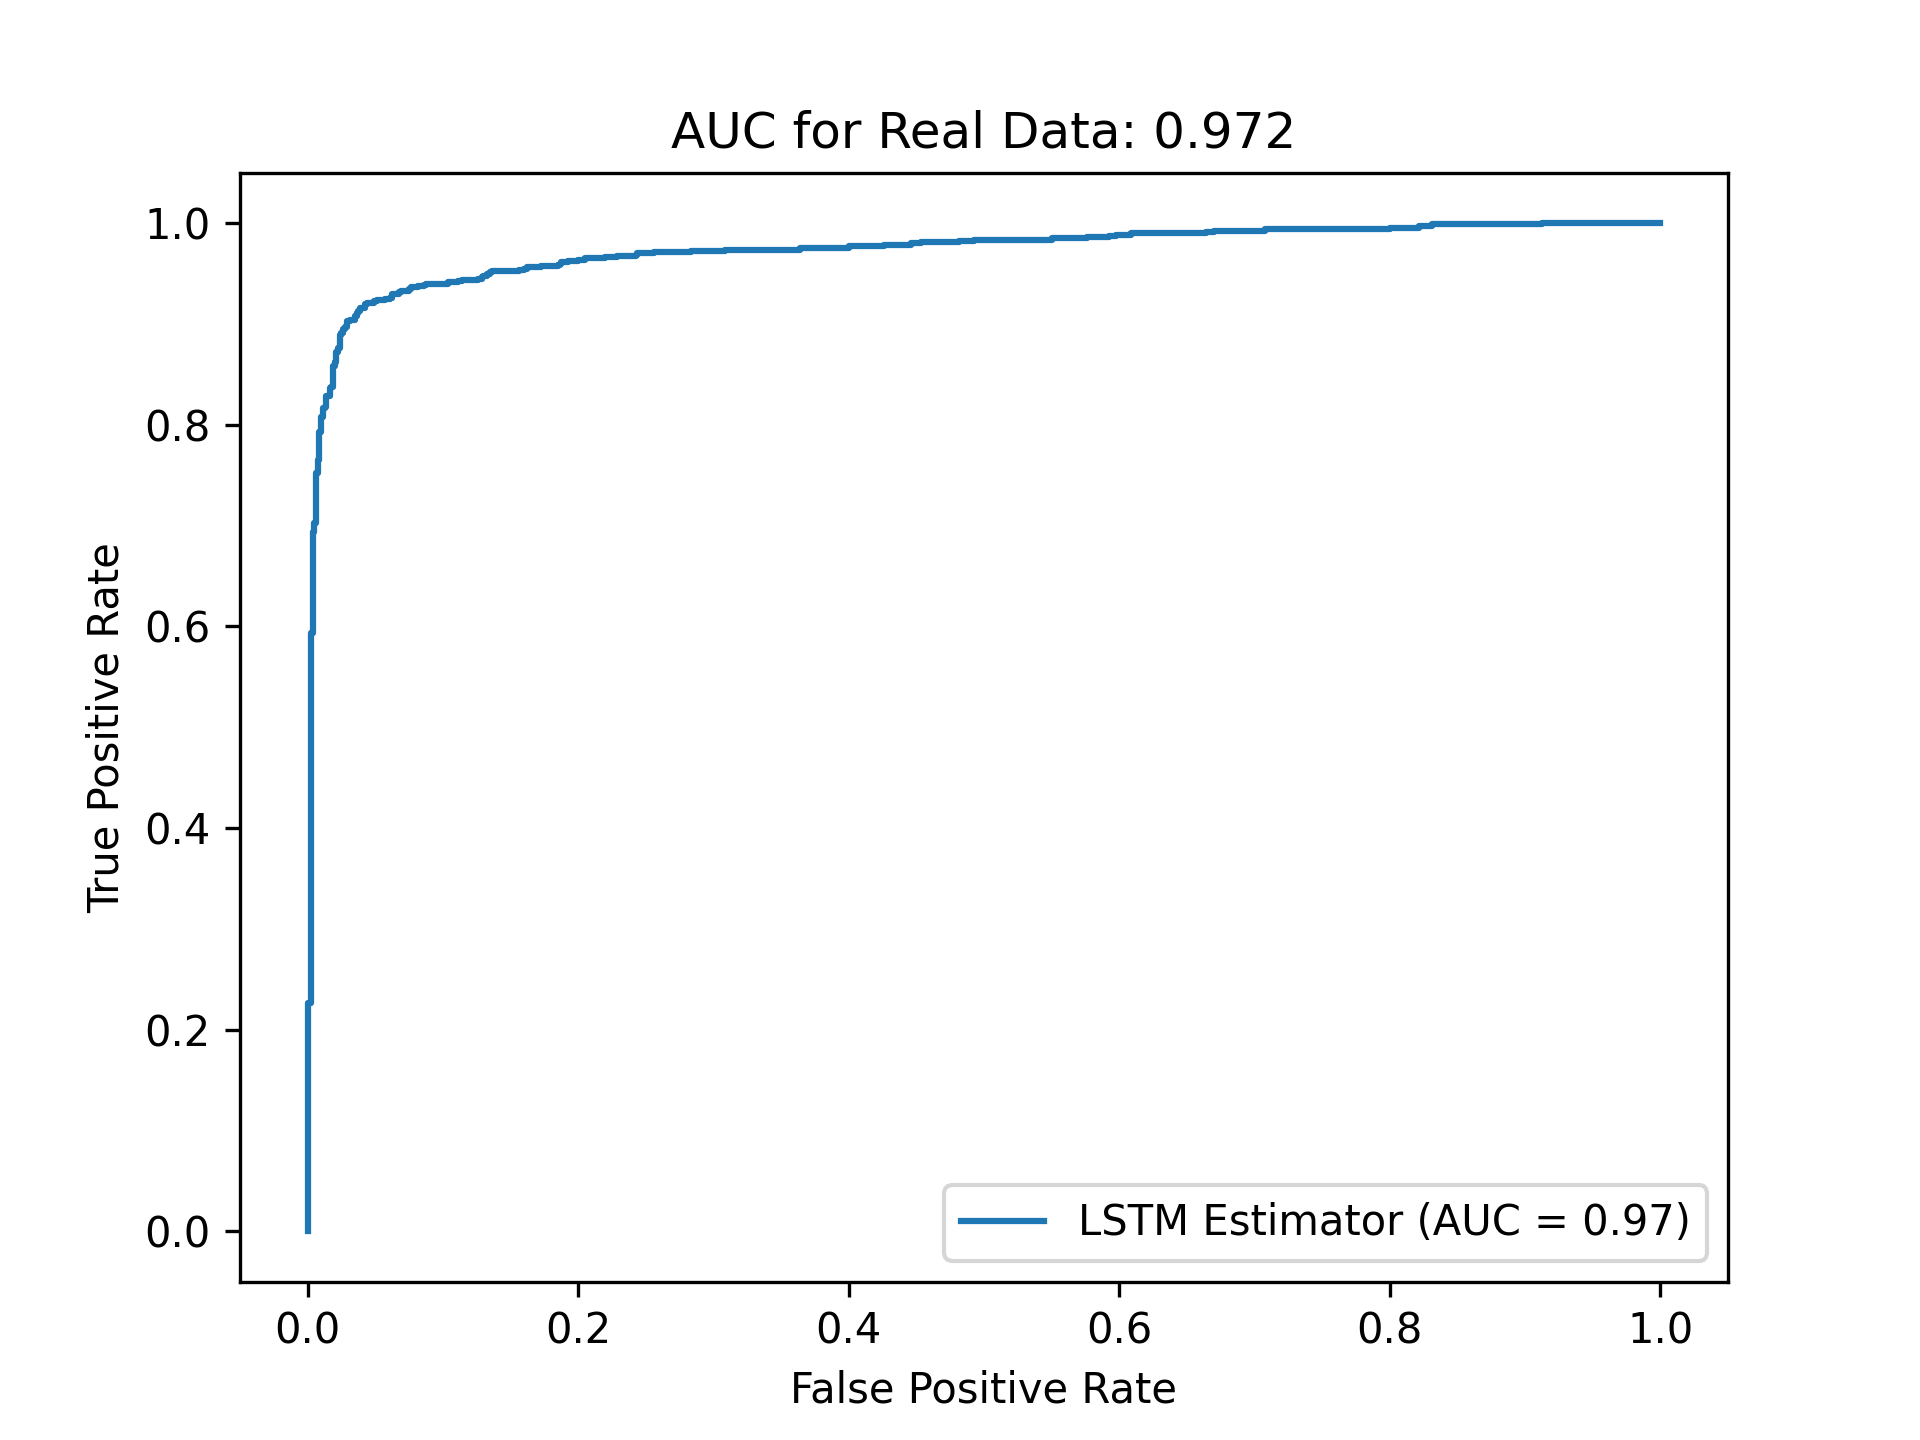 AUC for Real Data: 0.972
True Positive Rate
1.0
0.8
0.6
0.4
0.2
0.0
LSTM Estimator (AUC = 0.97)
0.0 0.2 0.4 0.6 0.8 1.0
False Positive Rate